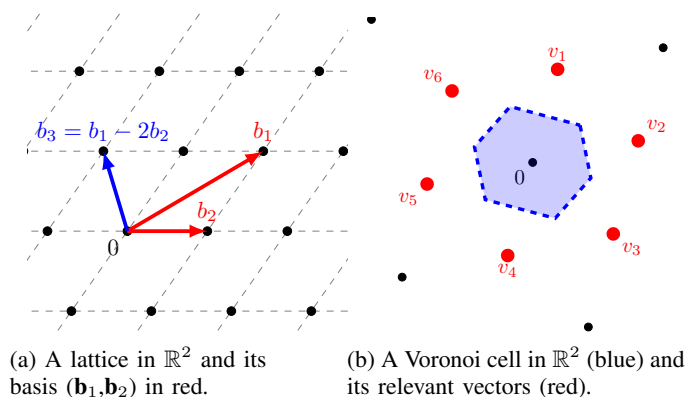 b₃ = b₁ − 2b₂
b₁
b₂
0
v₁
v₆
v₂
0
v₅
v₃
v₄
(a) A lattice in ℝ² and its
basis (b₁,b₂) in red.
(b) A Voronoi cell in ℝ² (blue) and
its relevant vectors (red).